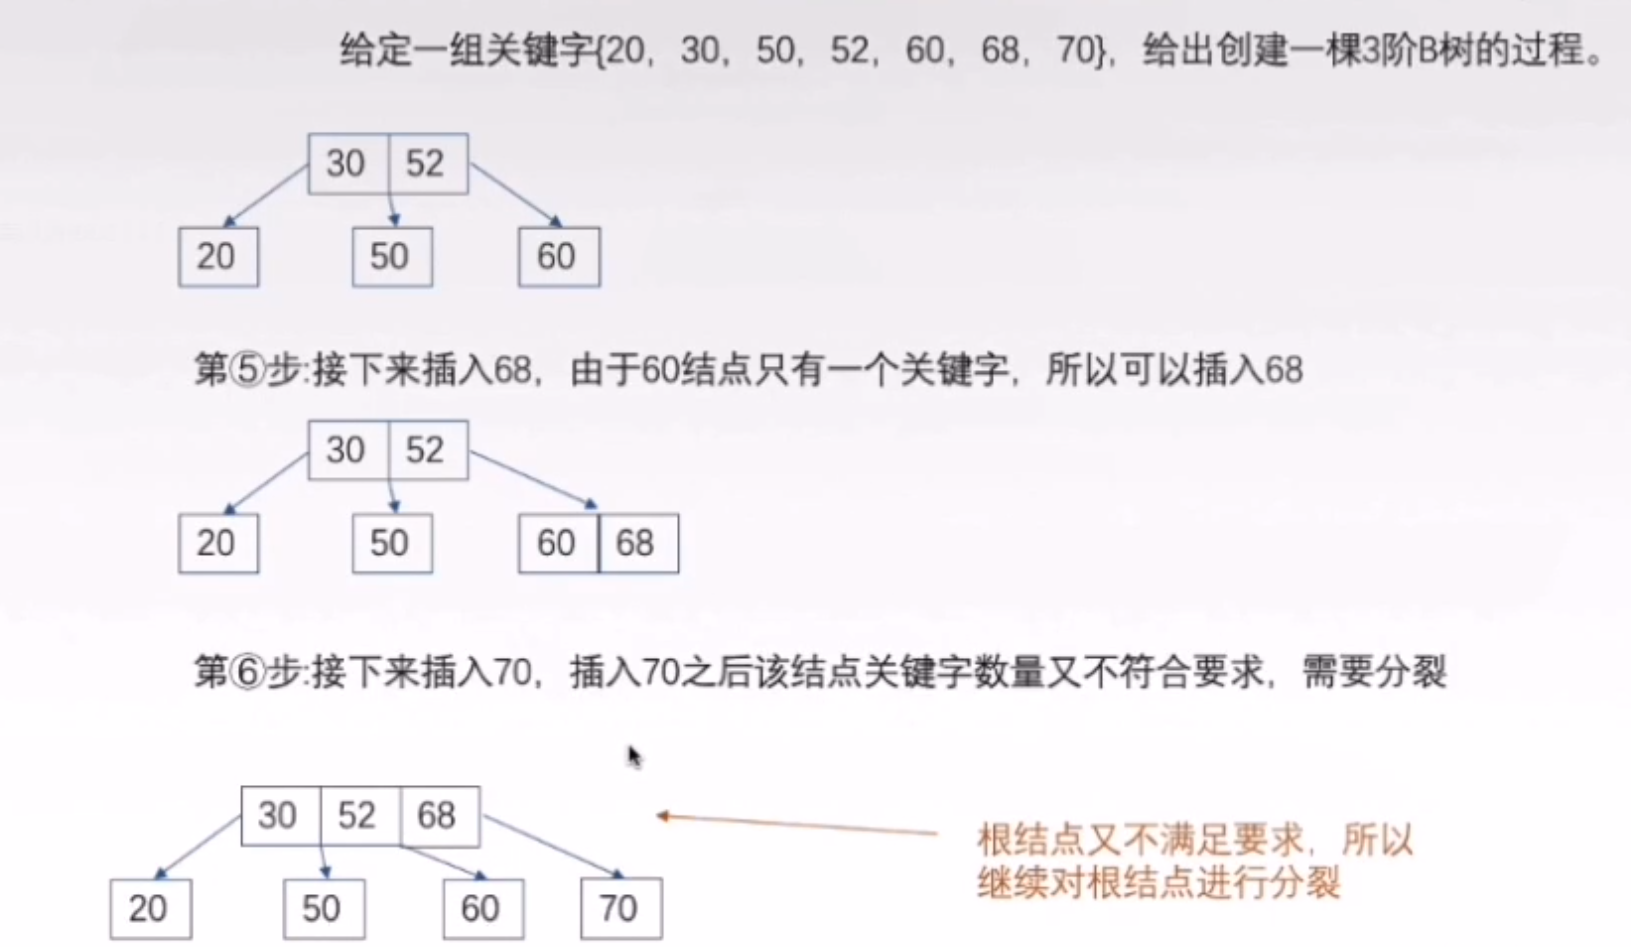 给定一组关键字{20，30，50，52，60，68，70}，给出创建一棵3阶B树的过程。
30 52
20 50 60
第⑤步:接下来插入68，由于60结点只有一个关键字，所以可以插入68
30 52
20 50 60 68
第⑥步:接下来插入70，插入70之后该结点关键字数量又不符合要求，需要分裂
30 52 68
根结点又不满足要求，所以
继续对根结点进行分裂
20 50 60 70